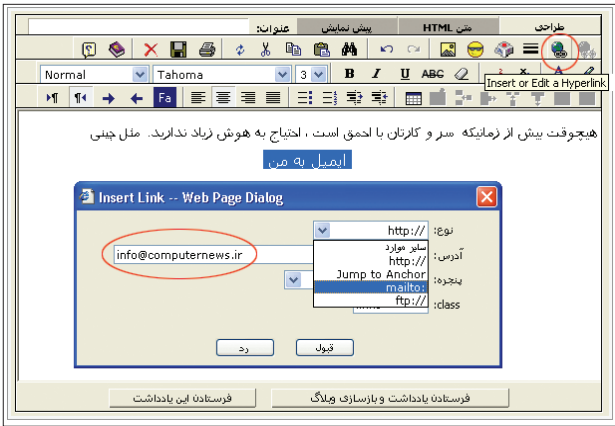 طراحی متن HTML پیش نمایش عنوان:
Normal Tahoma 3 B I U ABC A
Insert or Edit a Hyperlink
Fa
هیچوقت بیش از زمانیکه سر و کارتان با احمق است ، احتیاج به هوش زیاد ندارید. مثل چینی
ایمیل به من
Insert Link -- Web Page Dialog
نوع: http://
سایر موارد
آدرس: info@computernews.ir
http://
Jump to Anchor
پنجره:
mailto:
ftp://
class:
قبول رد
فرستادن یادداشت و بازسازی وبلاگ فرستادن این یادداشت